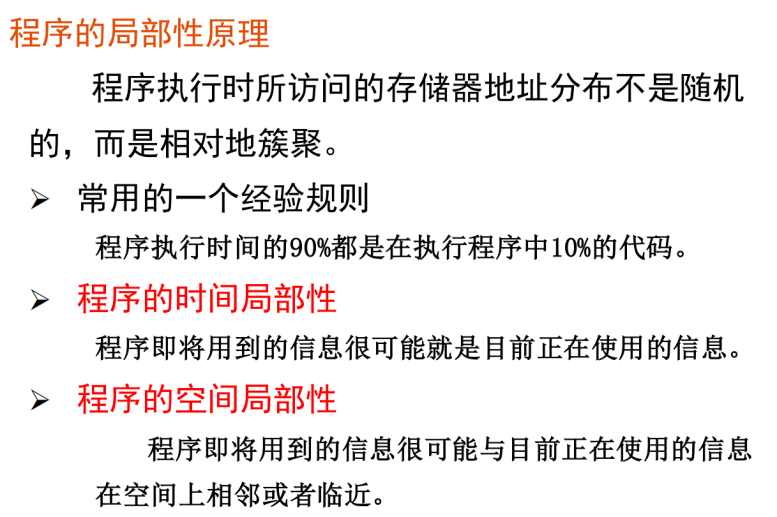 程序的局部性原理
程序执行时所访问的存储器地址分布不是随机
的，而是相对地簇聚。
➢ 常用的一个经验规则
程序执行时间的90%都是在执行程序中10%的代码。
➢ 程序的时间局部性
程序即将用到的信息很可能就是目前正在使用的信息。
➢ 程序的空间局部性
程序即将用到的信息很可能与目前正在使用的信息
在空间上相邻或者临近。